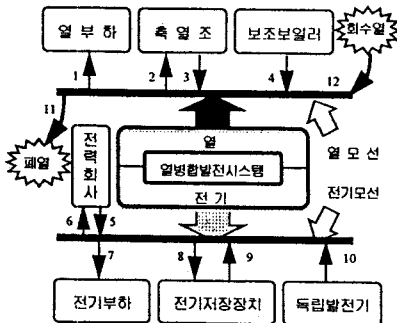 열부하
축열조
보조보일러
회수열
1
2
3
4
12
11
폐열
전력회사
열
열병합발전시스템
전기
열모선
전기모선
6
5
7
8
9
10
전기부하
전기저장장치
독립발전기